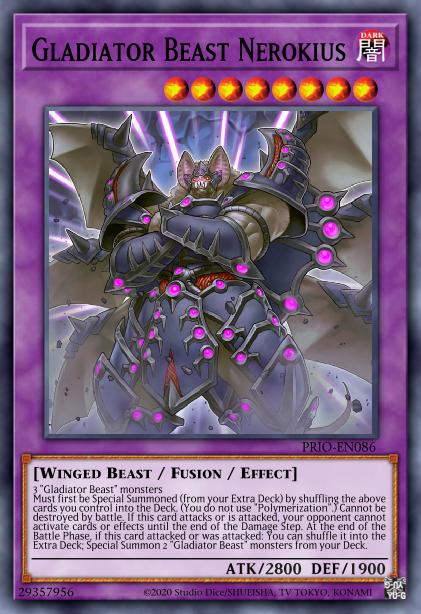 GLADIATOR BEAST NEROKIUS
DARK
闇
PRIO-EN086
[WINGED BEAST / FUSION / EFFECT]
3 "Gladiator Beast" monsters
Must first be Special Summoned (from your Extra Deck) by shuffling the above
cards you control into the Deck. (You do not use "Polymerization".) Cannot be
destroyed by battle. If this card attacks or is attacked, your opponent cannot
activate cards or effects until the end of the Damage Step. At the end of the
Battle Phase, if this card attacked or was attacked: You can shuffle it into the
Extra Deck; Special Summon 2 "Gladiator Beast" monsters from your Deck.
ATK/2800 DEF/1900
29357956
©2020 Studio Dice/SHUEISHA, TV TOKYO, KONAMI